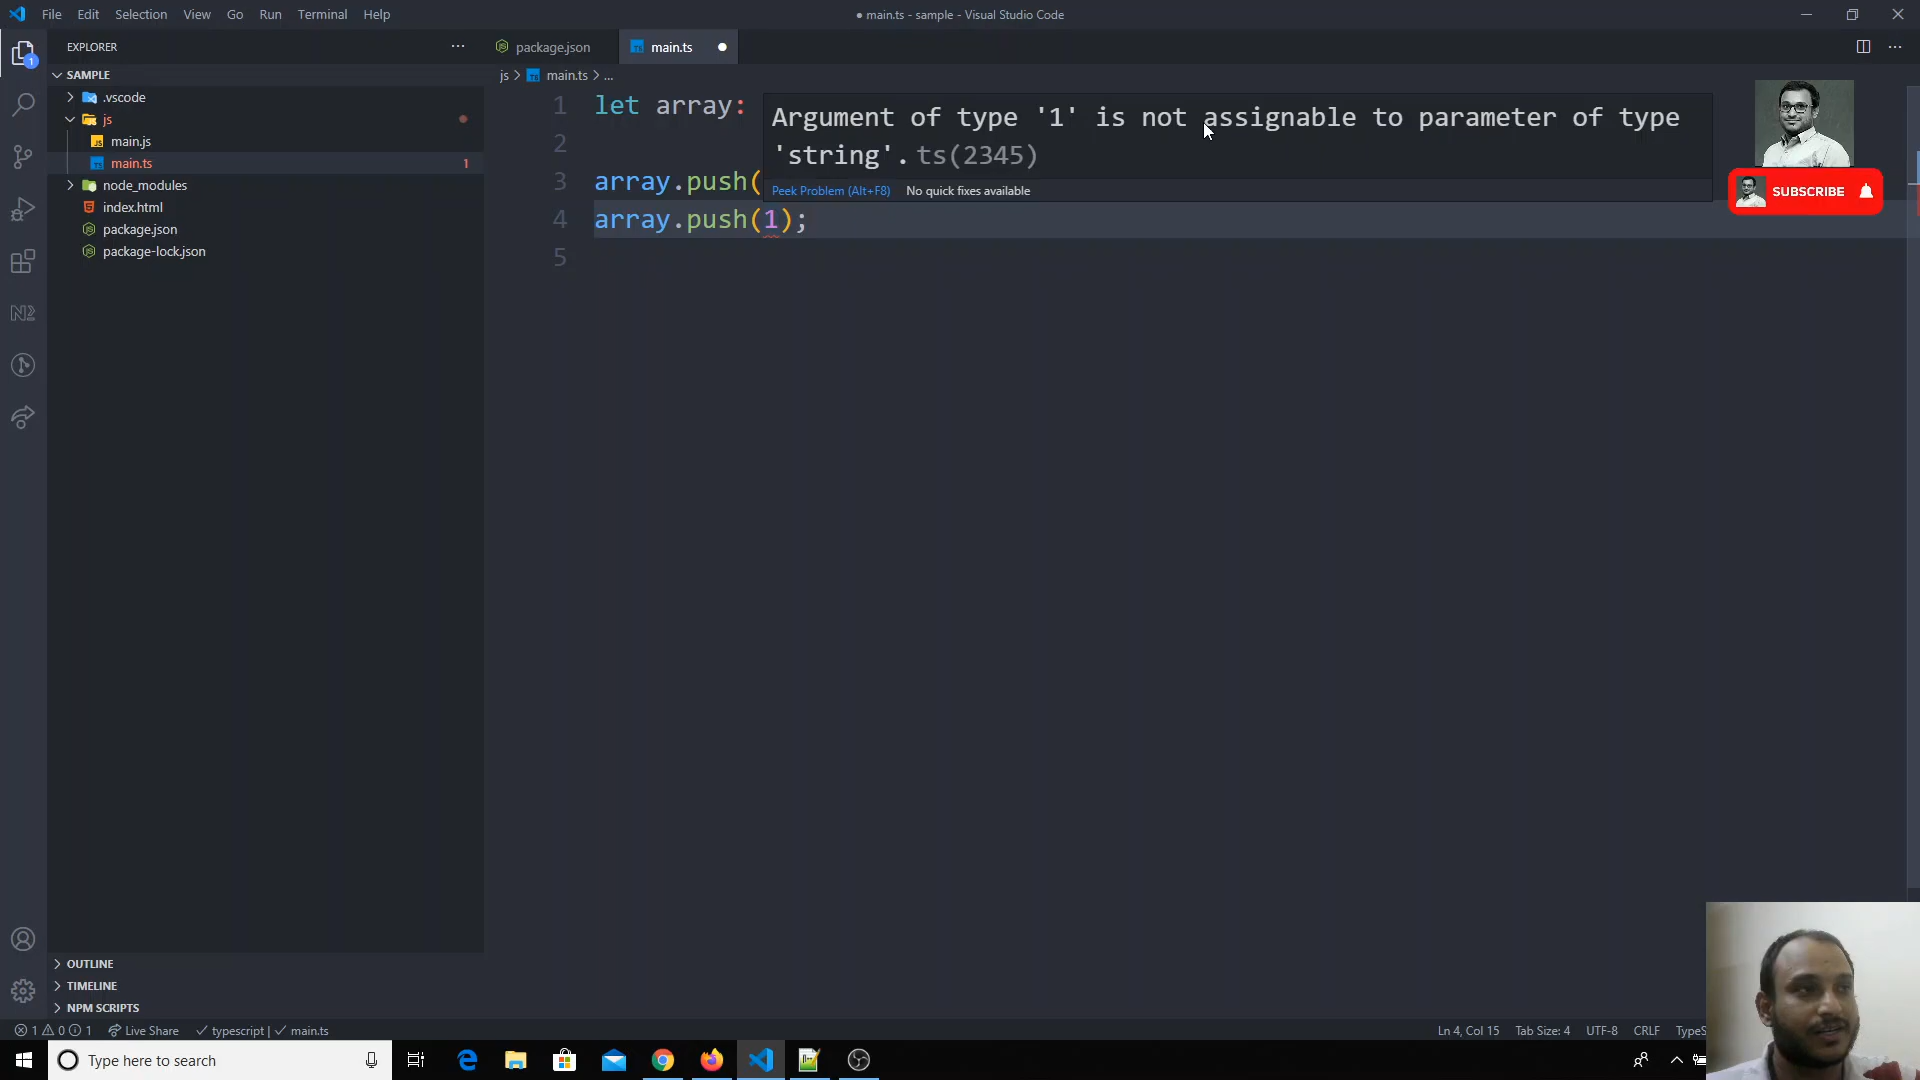 File Edit Selection View Go Run Terminal Help
● main.ts - sample - Visual Studio Code
EXPLORER
package.json
main.ts
SAMPLE
.vscode
js
main.js
main.ts 1
node_modules
index.html
package.json
package-lock.json
js > main.ts > ...
1 let array:
2
3 array.push(
4 array.push(1);
5
Argument of type '1' is not assignable to parameter of type
'string'. ts(2345)
Peek Problem (Alt+F8) No quick fixes available
SUBSCRIBE
1
OUTLINE
TIMELINE
NPM SCRIPTS
1 0 1 Live Share typescript | main.ts
Ln 4, Col 15 Tab Size: 4 UTF-8 CRLF TypeS
Type here to search